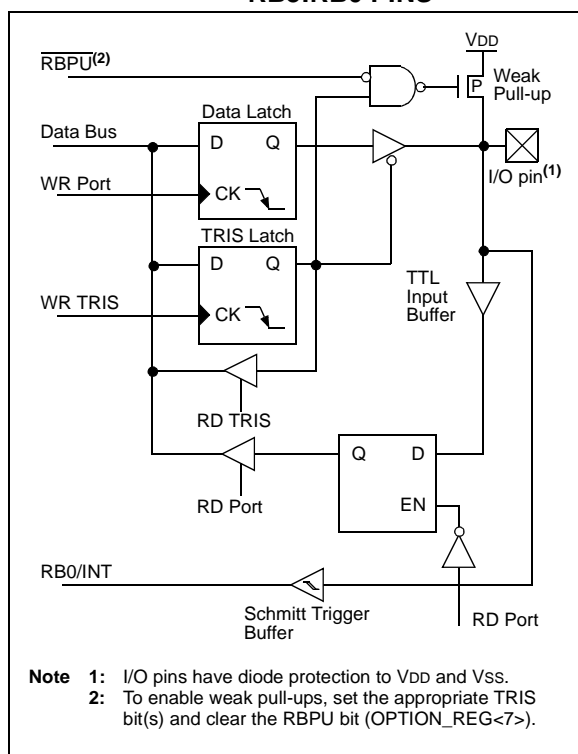 RBPU(2)
VDD
Weak
Pull-up
P
Data Latch
Data Bus
D Q
I/O pin(1)
WR Port
CK
TRIS Latch
D Q
TTL
Input
Buffer
WR TRIS
CK
RD TRIS
Q D
RD Port
EN
RB0/INT
Schmitt Trigger
Buffer
RD Port
Note 1: I/O pins have diode protection to VDD and VSS.
2: To enable weak pull-ups, set the appropriate TRIS
bit(s) and clear the RBPU bit (OPTION_REG<7>).